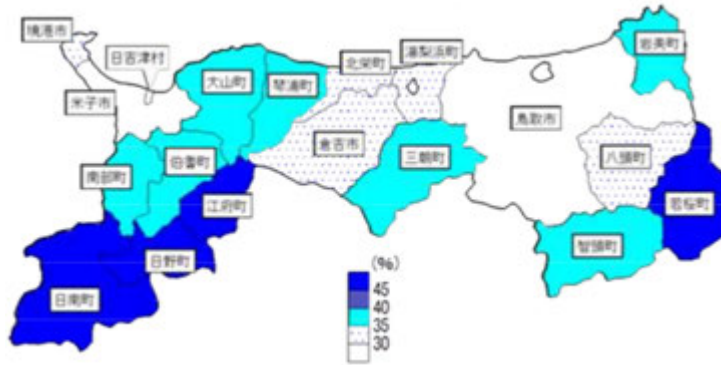 境港市
日吉津村
米子市
大山町
琴浦町
北栄町
湯梨浜町
岩美町
鳥取市
倉吉市
三朝町
八頭町
若桜町
智頭町
南部町
伯耆町
江府町
日野町
日南町
(%)
45
40
35
30